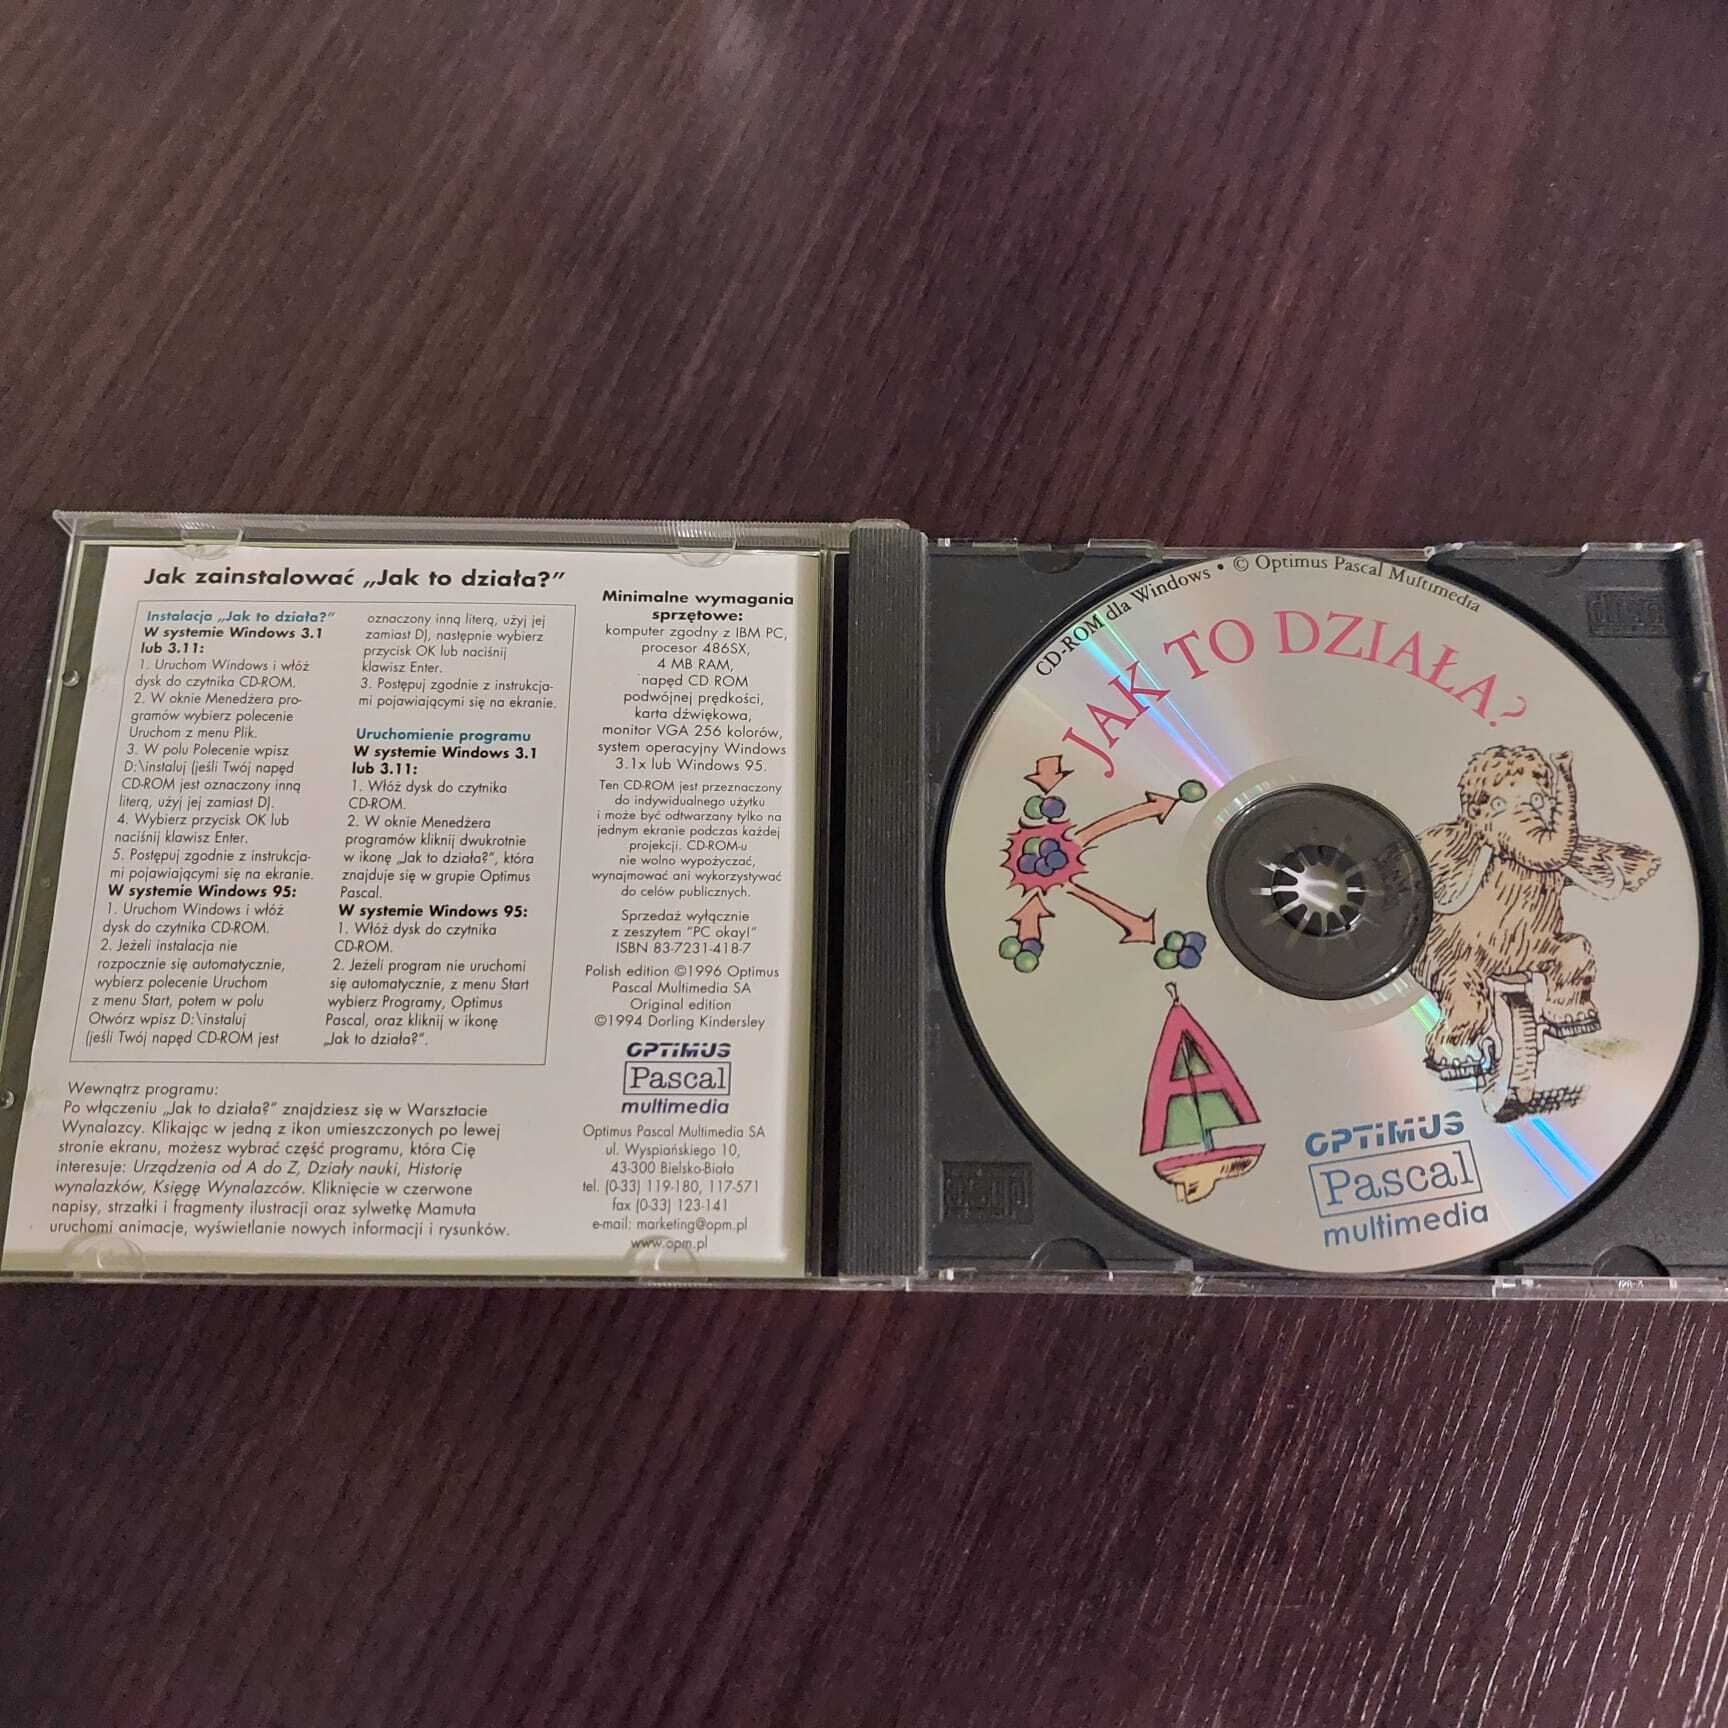 Jak zainstalować „Jak to działa?”
Instalacja „Jak to działa?”
W systemie Windows 3.1
lub 3.11:
1. Uruchom Windows i włóż
dysk do czytnika CD-ROM.
2. W oknie Menedżera pro-
gramów wybierz polecenie
Uruchom z menu Plik.
3. W polu Polecenie wpisz
D:\instaluj (jeśli Twój napęd
CD-ROM jest oznaczony inną
literą, użyj jej zamiast D).
4. Wybierz przycisk OK lub
naciśnij klawisz Enter.
5. Postępuj zgodnie z instrukcja-
mi pojawiającymi się na ekranie.
W systemie Windows 95:
1. Uruchom Windows i włóż
dysk do czytnika CD-ROM.
2. Jeżeli instalacja nie
rozpocznie się automatycznie,
wybierz polecenie Uruchom
z menu Start, potem w polu
Otwórz wpisz D:\instaluj
(jeśli Twój napęd CD-ROM jest
oznaczony inną literą, użyj jej
zamiast D), następnie wybierz
przycisk OK lub naciśnij
klawisz Enter.
3. Postępuj zgodnie z instrukcja-
mi pojawiającymi się na ekranie.
Uruchomienie programu
W systemie Windows 3.1
lub 3.11:
1. Włóż dysk do czytnika
CD-ROM.
2. W oknie Menedżera
programów kliknij dwukrotnie
w ikonę „Jak to działa?”, która
znajduje się w grupie Optimus
Pascal.
W systemie Windows 95:
1. Włóż dysk do czytnika
CD-ROM.
2. Jeżeli program nie uruchomi
się automatycznie, z menu Start
wybierz Programy, Optimus
Pascal, oraz kliknij w ikonę
„Jak to działa?”.
Wewnątrz programu:
Po włączeniu „Jak to działa?” znajdziesz się w Warsztacie
Wynalazcy. Klikając w jedną z ikon umieszczonych po lewej
stronie ekranu, możesz wybrać część programu, która Cię
interesuje: Urządzenia od A do Z, Działy nauki, Historię
wynalazków, Księgę Wynalazców. Kliknięcie w czerwone
napisy, strzałki i fragmenty ilustracji oraz sylwetkę Mamuta
uruchomi animacje, wyświetlanie nowych informacji i rysunków.
Minimalne wymagania
sprzętowe:
komputer zgodny z IBM PC,
procesor 486SX,
4 MB RAM,
napęd CD ROM
podwójnej prędkości,
karta dźwiękowa,
monitor VGA 256 kolorów,
system operacyjny Windows
3.1x lub Windows 95.
Ten CD-ROM jest przeznaczony
do indywidualnego użytku
i może być odtwarzany tylko na
jednym ekranie podczas każdej
projekcji. CD-ROM-u
nie wolno wypożyczać,
wynajmować ani wykorzystywać
do celów publicznych.
Sprzedaż wyłącznie
z zeszytem "PC okay!"
ISBN 83-7231-418-7
Polish edition ©1996 Optimus
Pascal Multimedia SA
Original edition
©1994 Dorling Kindersley
OPTIMUS
Pascal
multimedia
Optimus Pascal Multimedia SA
ul. Wyspiańskiego 10,
43-300 Bielsko-Biała
tel. (0-33) 119-180, 117-571
fax (0-33) 123-141
e-mail: marketing@opm.pl
www.opm.pl
CD-ROM dla Windows • © Optimus Pascal Multimedia
JAK TO DZIAŁA?
OPTIMUS
Pascal
multimedia